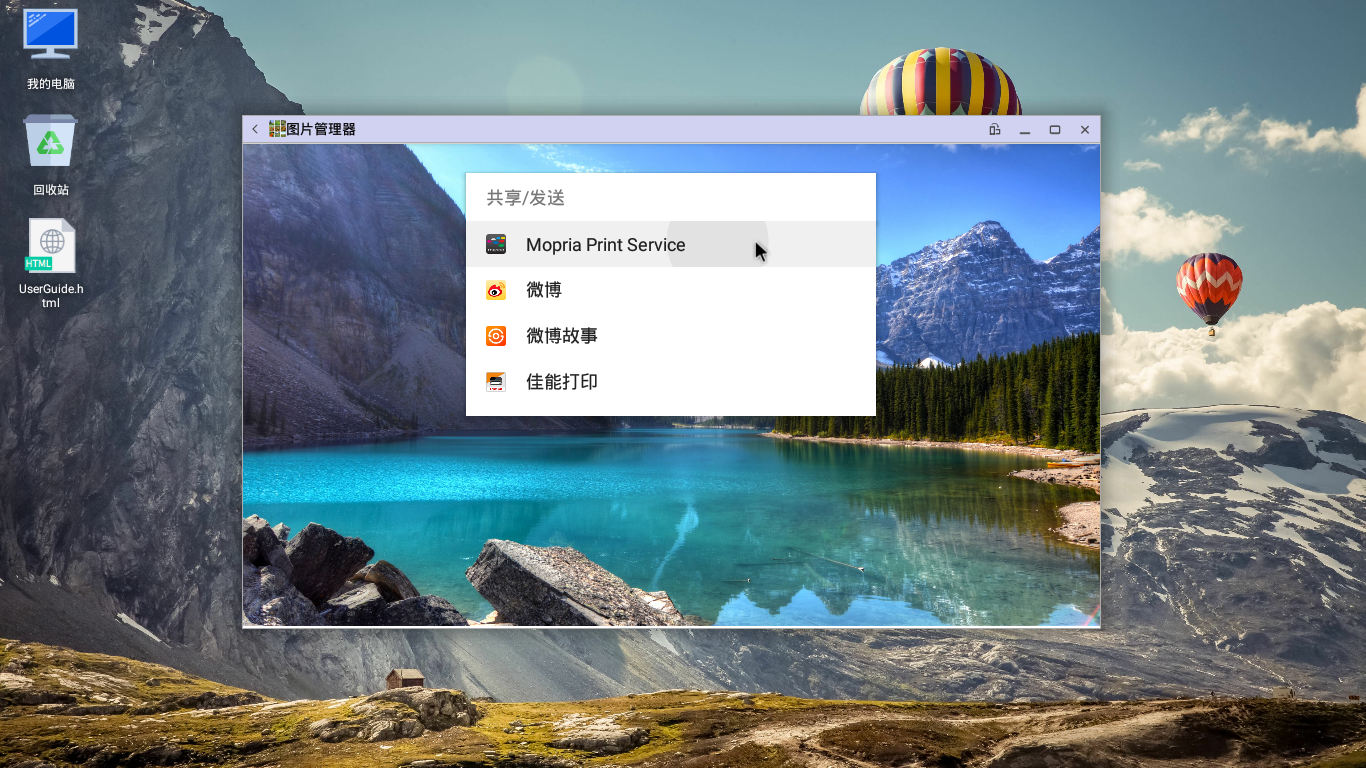 我的电脑
回收站
HTML
UserGuide.h
tml
图片管理器
共享/发送
Mopria Print Service
微博
微博故事
佳能打印